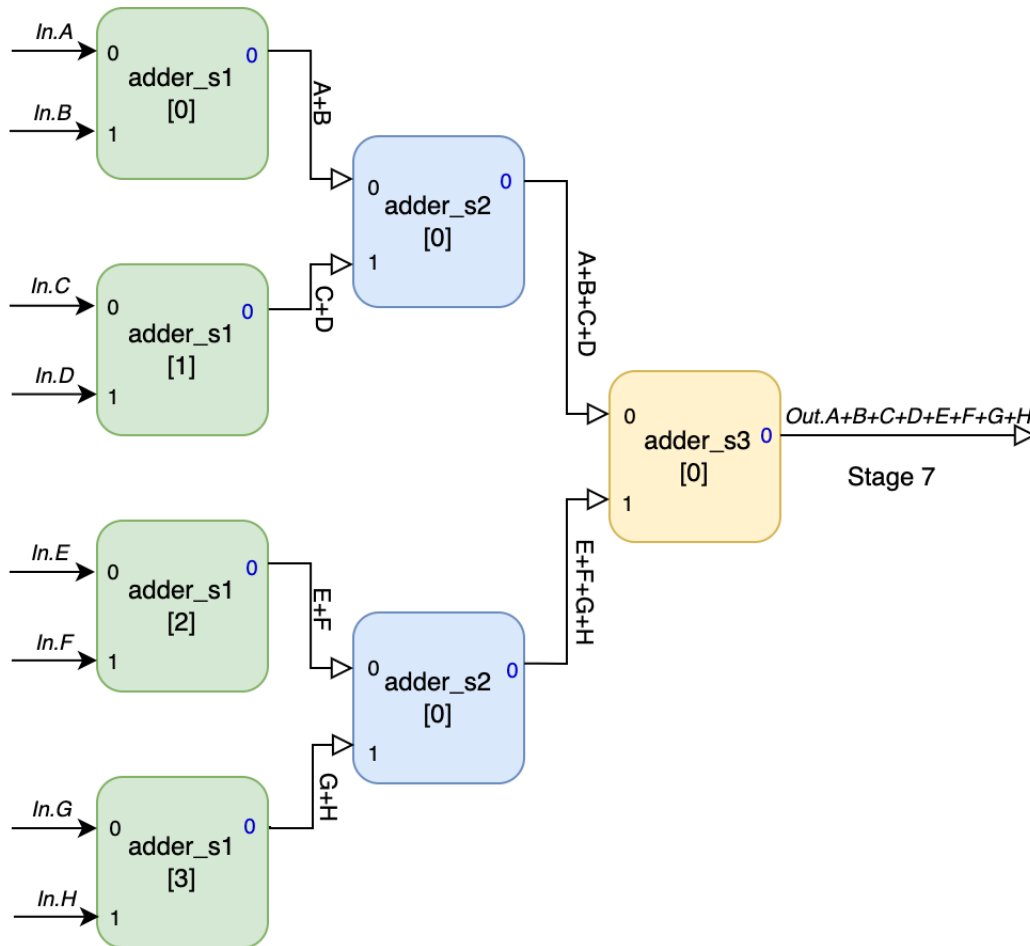 In.A
0
0
adder_s1
[0]
In.B
1
A+B
0
0
adder_s2
[0]
1
In.C
0
0
adder_s1
[1]
In.D
1
C+D
A+B+C+D
0
adder_s3
0
[0]
1
Out.A+B+C+D+E+F+G+H
Stage 7
In.E
0
0
adder_s1
[2]
In.F
1
E+F
0
0
adder_s2
[0]
1
E+F+G+H
In.G
0
0
adder_s1
[3]
In.H
1
G+H